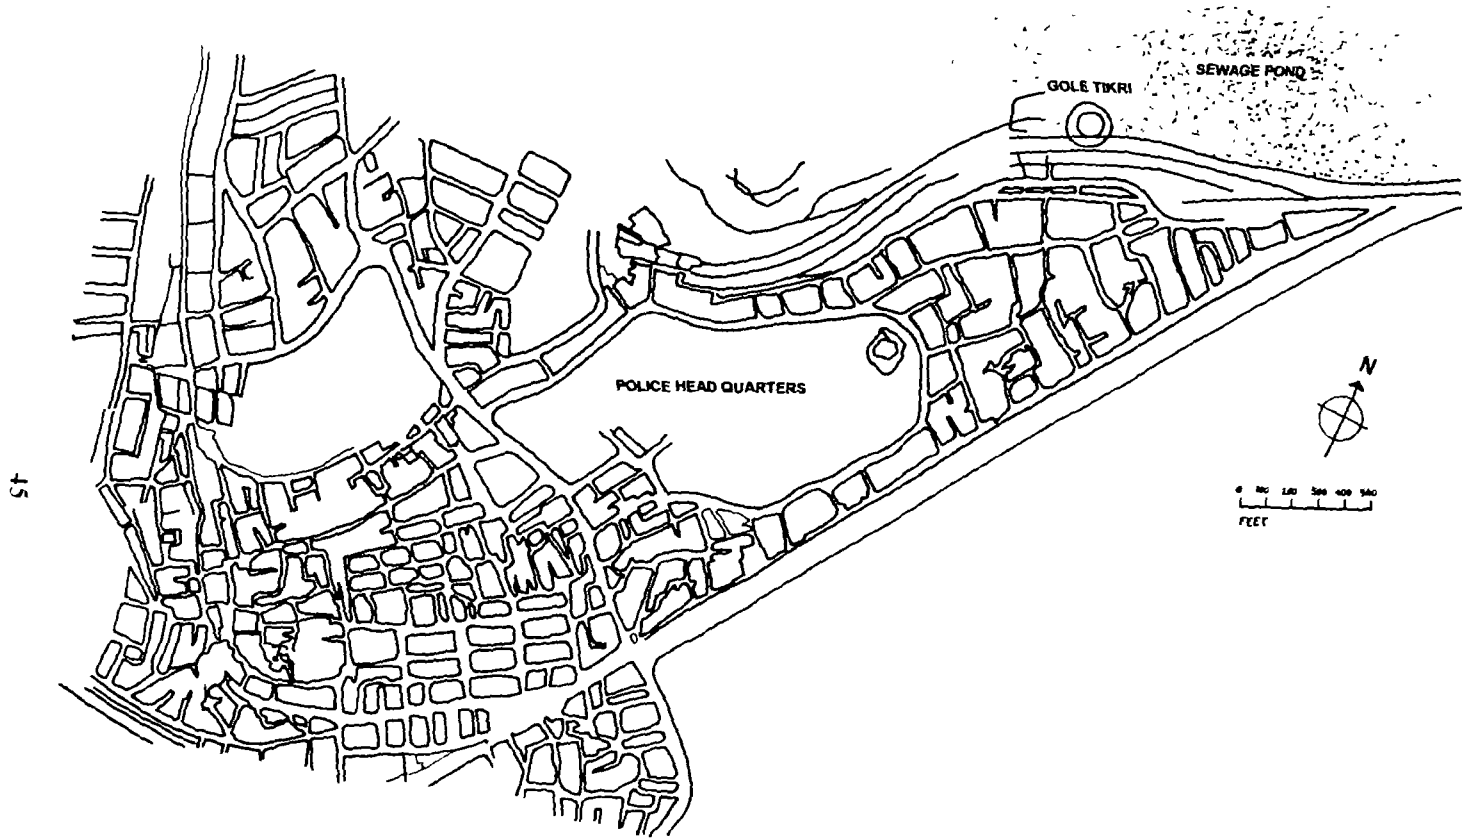 SEWAGE POND
GOLE TIKRI
POLICE HEAD QUARTERS
N
45
FEET